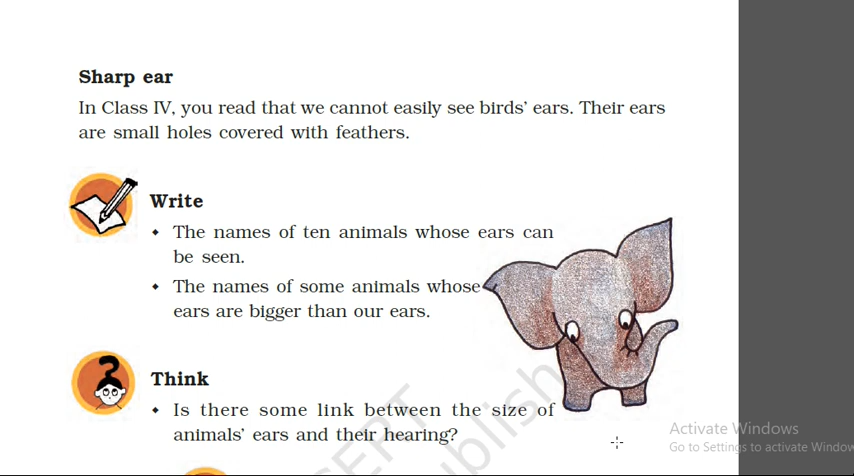 Sharp ear
In Class IV, you read that we cannot easily see birds' ears. Their ears
are small holes covered with feathers.
Write
• The names of ten animals whose ears can
be seen.
• The names of some animals whose
ears are bigger than our ears.
Think
• Is there some link between the size of
animals' ears and their hearing?
Activate Windows
Go to Settings to activate Window